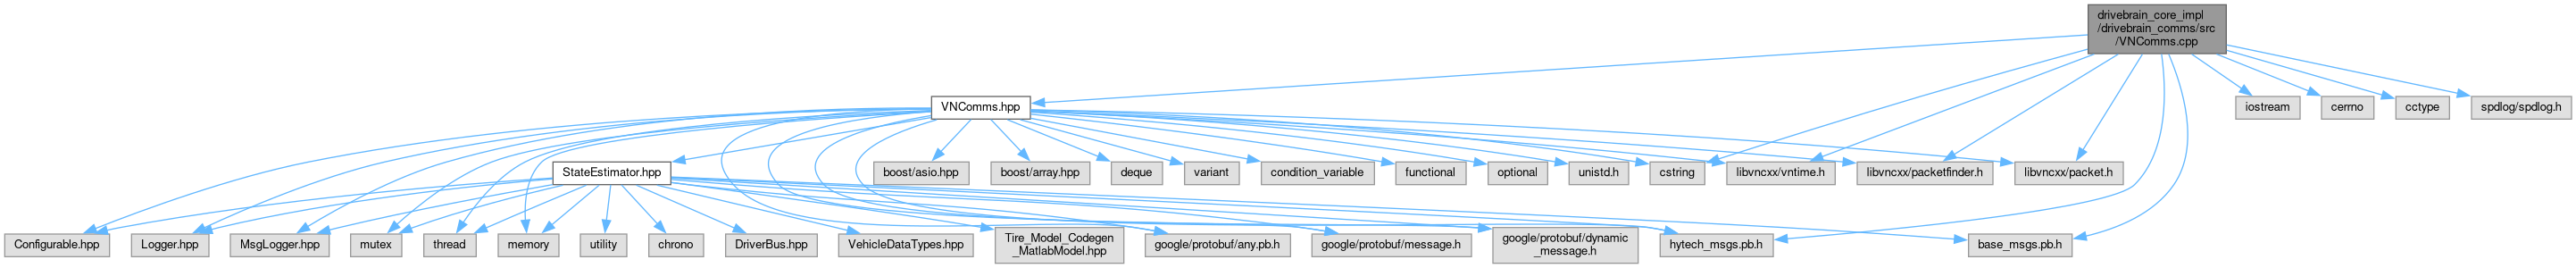 drivebrain_core_impl
/drivebrain_comms/src
/VNComms.cpp
VNComms.hpp
iostream
cerrno
cctype
spdlog/spdlog.h
StateEstimator.hpp
boost/asio.hpp
boost/array.hpp
deque
variant
condition_variable
functional
optional
unistd.h
cstring
libvncxx/vntime.h
libvncxx/packetfinder.h
libvncxx/packet.h
Configurable.hpp
Logger.hpp
MsgLogger.hpp
mutex
thread
memory
utility
chrono
DriverBus.hpp
VehicleDataTypes.hpp
Tire_Model_Codegen
_MatlabModel.hpp
google/protobuf/any.pb.h
google/protobuf/message.h
google/protobuf/dynamic
_message.h
hytech_msgs.pb.h
base_msgs.pb.h